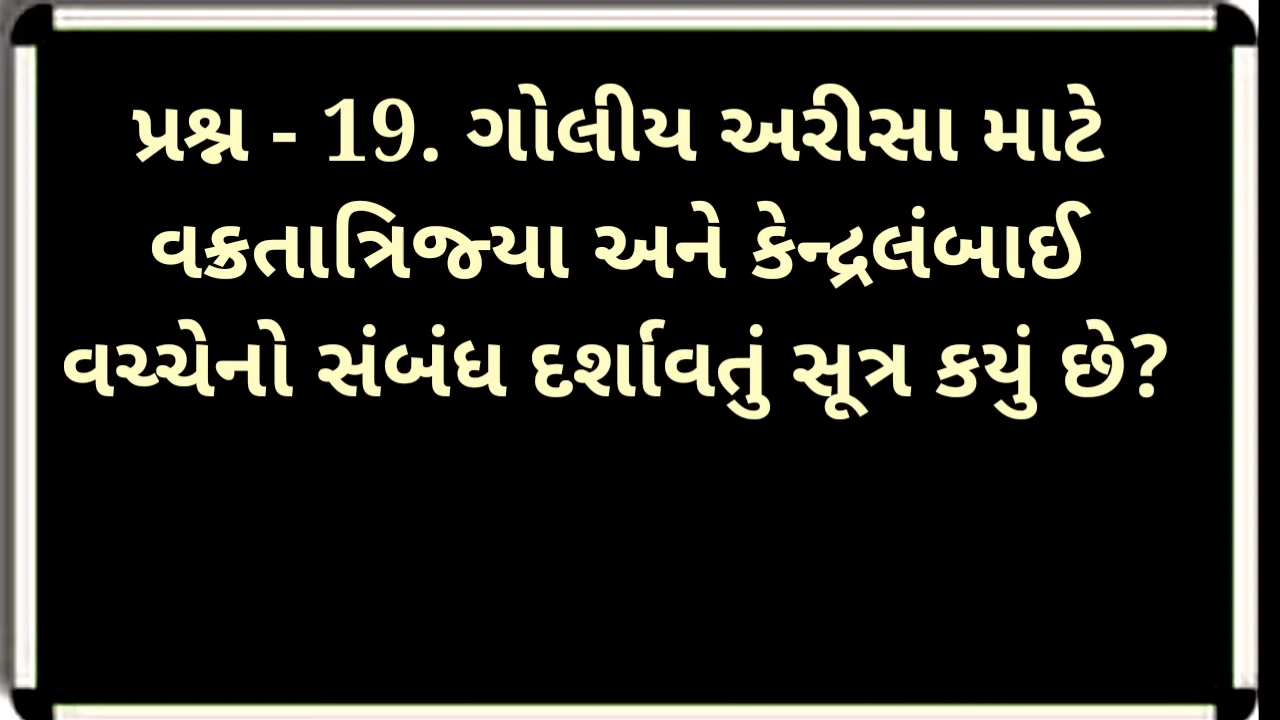 પ્રશ્ન - 19. ગોલીય અરીસા માટે
વક્રતાત્રિજ્યા અને કેન્દ્રલંબાઈ
વચ્ચેનો સંબંધ દર્શાવતું સૂત્ર કયું છે?